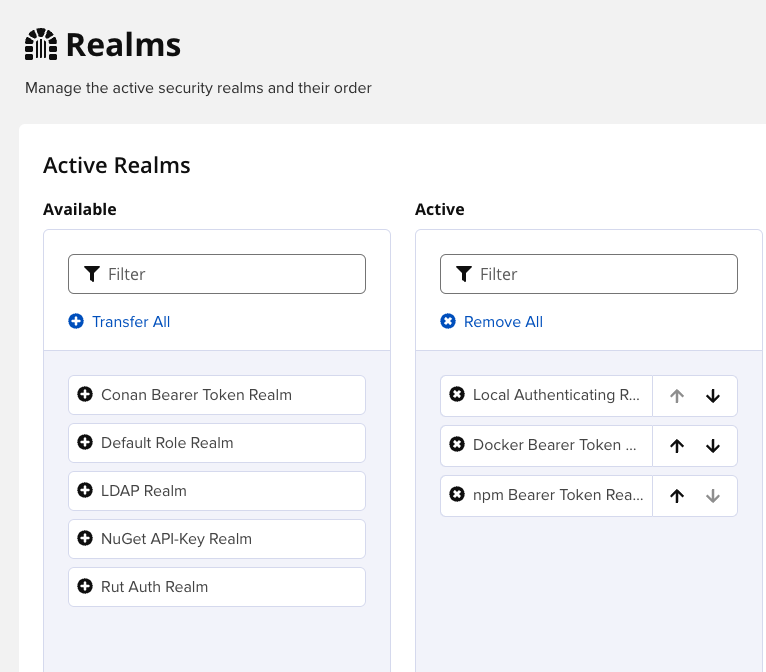 Realms
Manage the active security realms and their order
Active Realms
Available
Filter
Transfer All
Conan Bearer Token Realm
Default Role Realm
LDAP Realm
NuGet API-Key Realm
Rut Auth Realm
Active
Filter
Remove All
Local Authenticating R...
Docker Bearer Token ...
npm Bearer Token Rea...